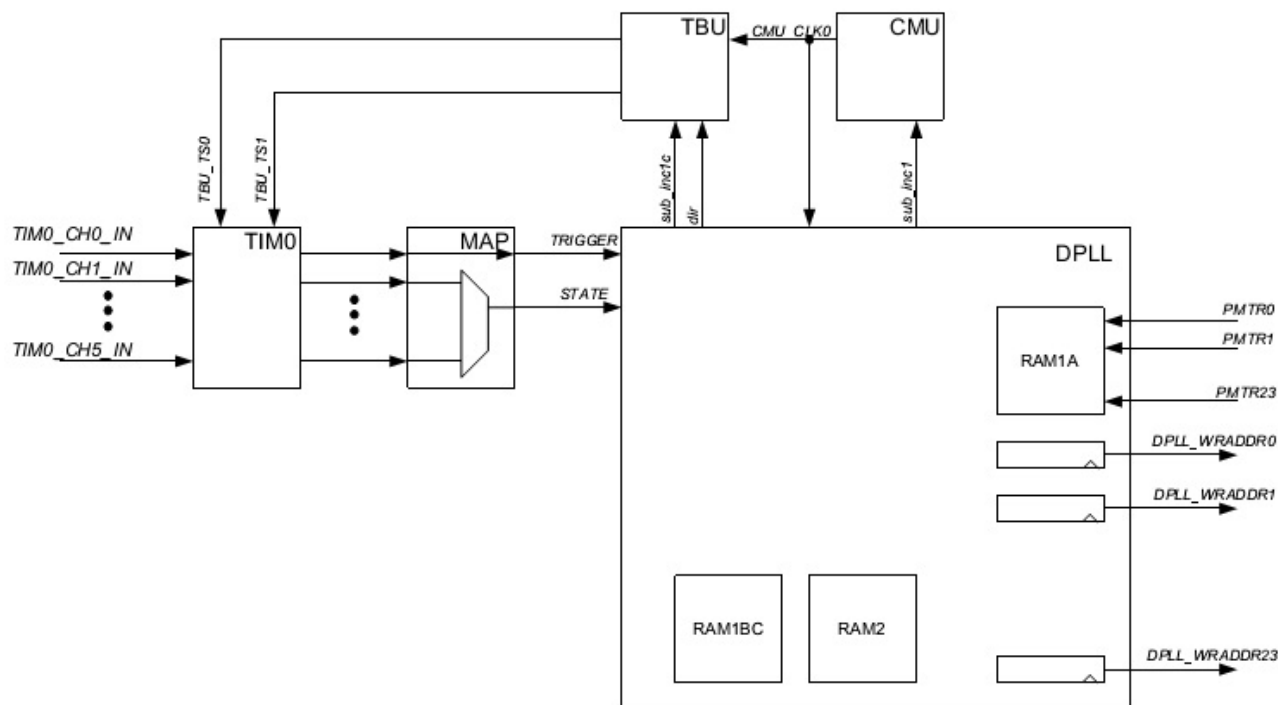 TBU
CMU_CLK0
CMU
TBU_TS0
TBU_TS1
sub_inc1c
dir
sub_inc1
TIM0_CH0_IN
TIM0
MAP
TRIGGER
DPLL
TIM0_CH1_IN
STATE
PMTR0
PMTR1
TIM0_CH5_IN
RAM1A
PMTR23
DPLL_WRADDR0
DPLL_WRADDR1
RAM1BC
RAM2
DPLL_WRADDR23